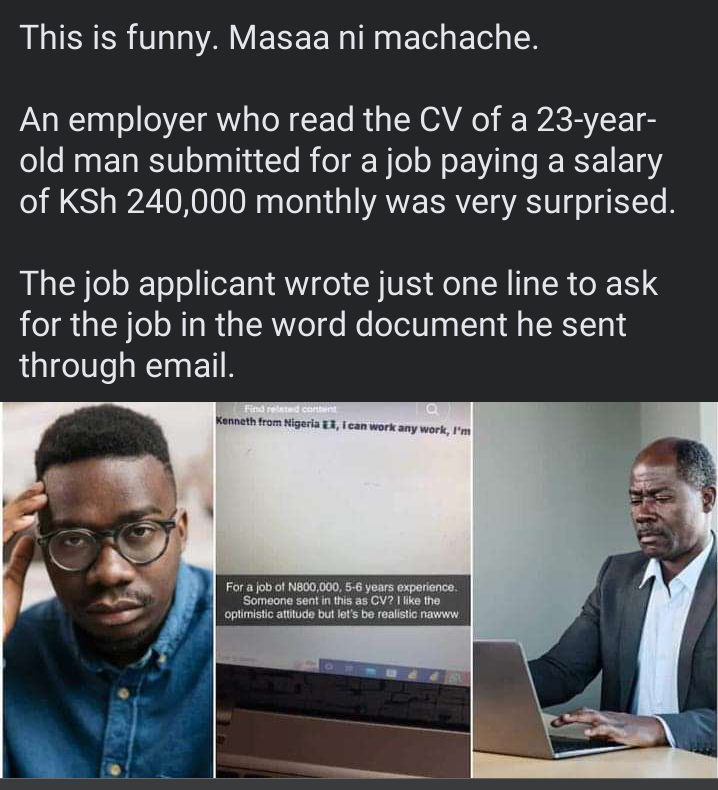 This is funny. Masaa ni machache.
An employer who read the CV of a 23-year-
old man submitted for a job paying a salary
of KSh 240,000 monthly was very surprised.
The job applicant wrote just one line to ask
for the job in the word document he sent
through email.
Find related content
Kenneth from Nigeria 🇳🇬, i can work any work, I'm
For a job of N800,000, 5-6 years experience.
Someone sent in this as CV? I like the
optimistic attitude but let's be realistic nawww